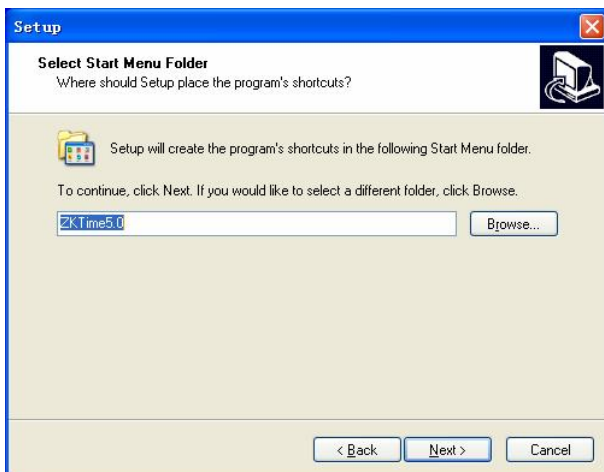 Setup
Select Start Menu Folder
Where should Setup place the program's shortcuts?
Setup will create the program's shortcuts in the following Start Menu folder.
To continue, click Next. If you would like to select a different folder, click Browse.
ZKTime5.0
Browse...
< Back
Next >
Cancel